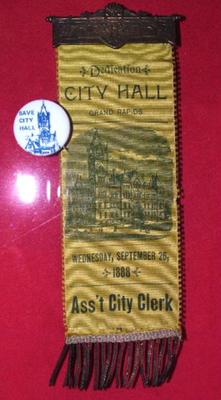 Dedication
CITY HALL
GRAND RAPIDS
SAVE
CITY
HALL
WEDNESDAY, SEPTEMBER 26,
1888
Ass't City Clerk